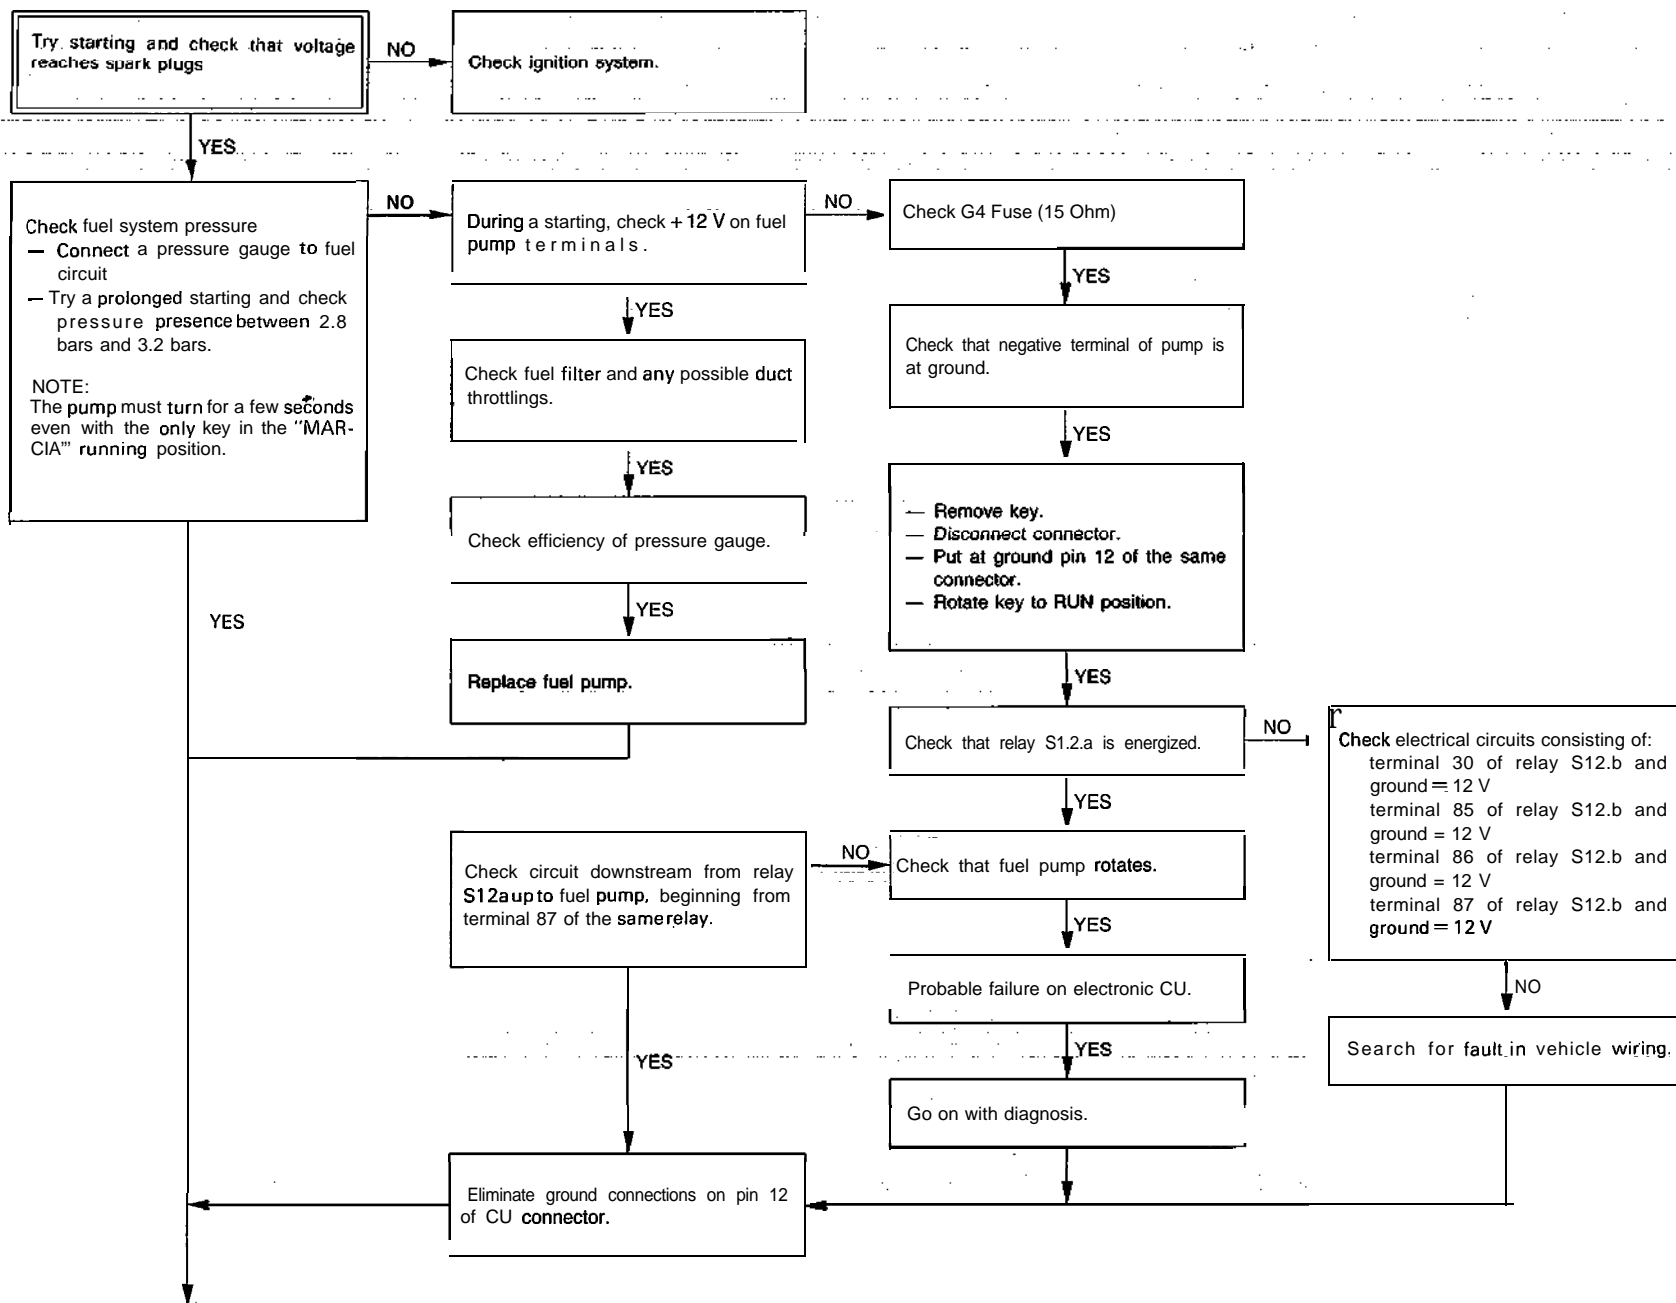 Try starting and check that voltage
reaches spark plugs
NO
Check ignition system.
YES
Check fuel system pressure
— Connect a pressure gauge to fuel
circuit
— Try a prolonged starting and check
pressure presence between 2.8
bars and 3.2 bars.
NOTE:
The pump must turn for a few seconds
even with the only key in the "MAR-
CIA'" running position.
NO
During a starting, check + 12 V on fuel
pump terminals.
NO
Check G4 Fuse (15 Ohm)
YES
YES
Check fuel filter and any possible duct
throttlings.
Check that negative terminal of pump is
at ground.
YES
YES
Check efficiency of pressure gauge.
— Remove key.
— Disconnect connector.
— Put at ground pin 12 of the same
connector.
— Rotate key to RUN position.
YES
YES
Replace fuel pump.
YES
Check that relay S1.2.a is energized.
NO
Check electrical circuits consisting of:
terminal 30 of relay S12.b and
ground = 12 V
terminal 85 of relay S12.b and
ground = 12 V
terminal 86 of relay S12.b and
ground = 12 V
terminal 87 of relay S12.b and
ground = 12 V
YES
Check circuit downstream from relay
S12a up to fuel pump, beginning from
terminal 87 of the same relay.
NO
Check that fuel pump rotates.
YES
Probable failure on electronic CU.
NO
Search for fault in vehicle wiring.
YES
YES
Go on with diagnosis.
Eliminate ground connections on pin 12
of CU connector.